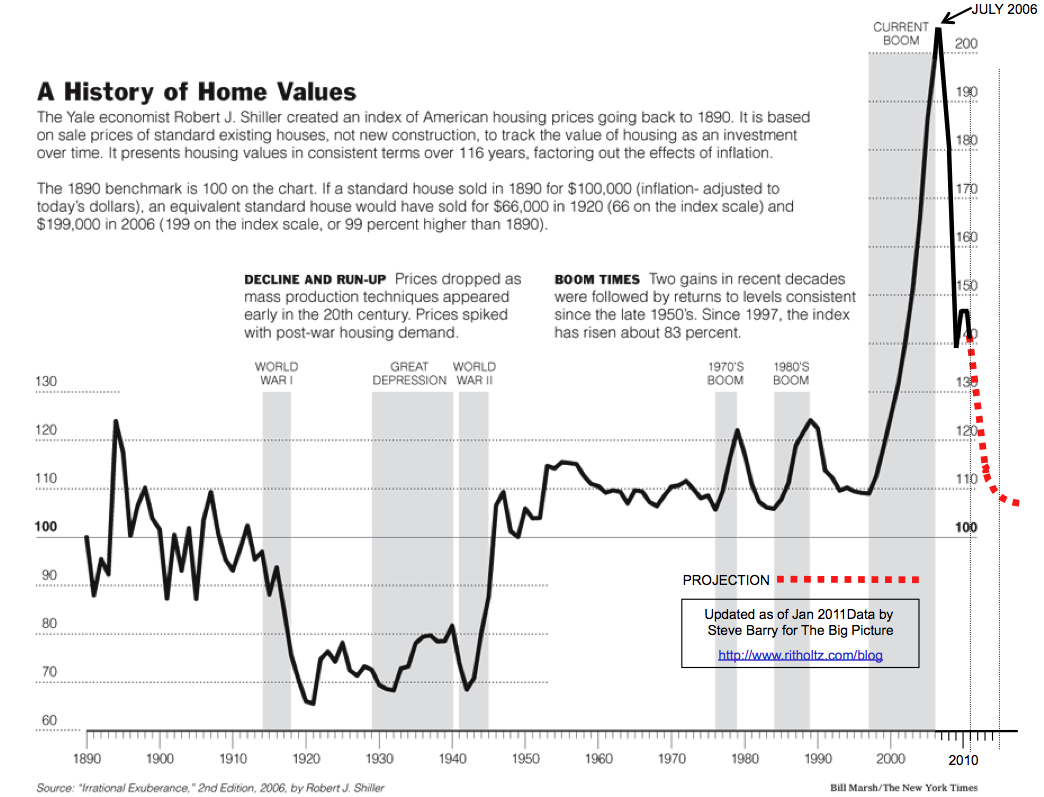 JULY 2006
CURRENT
BOOM
200
190
180
170
160
150
40
130
120
110
100
A History of Home Values
The Yale economist Robert J. Shiller created an index of American housing prices going back to 1890. It is based
on sale prices of standard existing houses, not new construction, to track the value of housing as an investment
over time. It presents housing values in consistent terms over 116 years, factoring out the effects of inflation.
The 1890 benchmark is 100 on the chart. If a standard house sold in 1890 for $100,000 (inflation- adjusted to
today's dollars), an equivalent standard house would have sold for $66,000 in 1920 (66 on the index scale) and
$199,000 in 2006 (199 on the index scale, or 99 percent higher than 1890).
DECLINE AND RUN-UP Prices dropped as
mass production techniques appeared
early in the 20th century. Prices spiked
with post-war housing demand.
BOOM TIMES Two gains in recent decades
were followed by returns to levels consistent
since the late 1950's. Since 1997, the index
has risen about 83 percent.
WORLD
WAR I
GREAT
DEPRESSION
WORLD
WAR II
1970'S
BOOM
1980'S
BOOM
130
120
110
100
90
80
70
60
PROJECTION
Updated as of Jan 2011Data by
Steve Barry for The Big Picture
http://www.ritholtz.com/blog
1890 1900 1910 1920 1930 1940 1950 1960 1970 1980 1990 2000 2010
Source: "Irrational Exuberance," 2nd Edition, 2006, by Robert J. Shiller
Bill Marsh/The New York Times